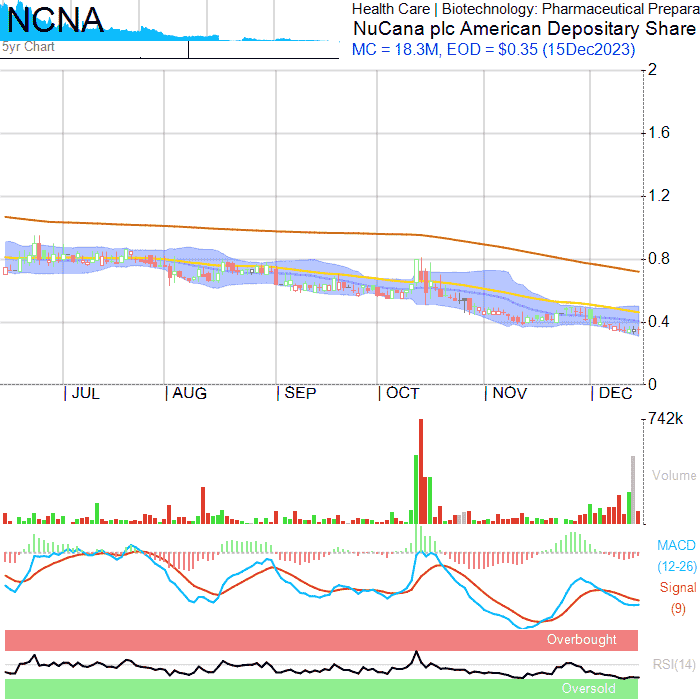 NCNA
5yr Chart
Health Care | Biotechnology: Pharmaceutical Prepara
NuCana plc American Depositary Share
MC = 18.3M, EOD = $0.35 (15Dec2023)
2
1.6
1.2
0.8
0.4
0
JUL AUG SEP OCT NOV DEC
742k
Volume
MACD
(12-26)
Signal
(9)
Overbought
RSI(14)
Oversold